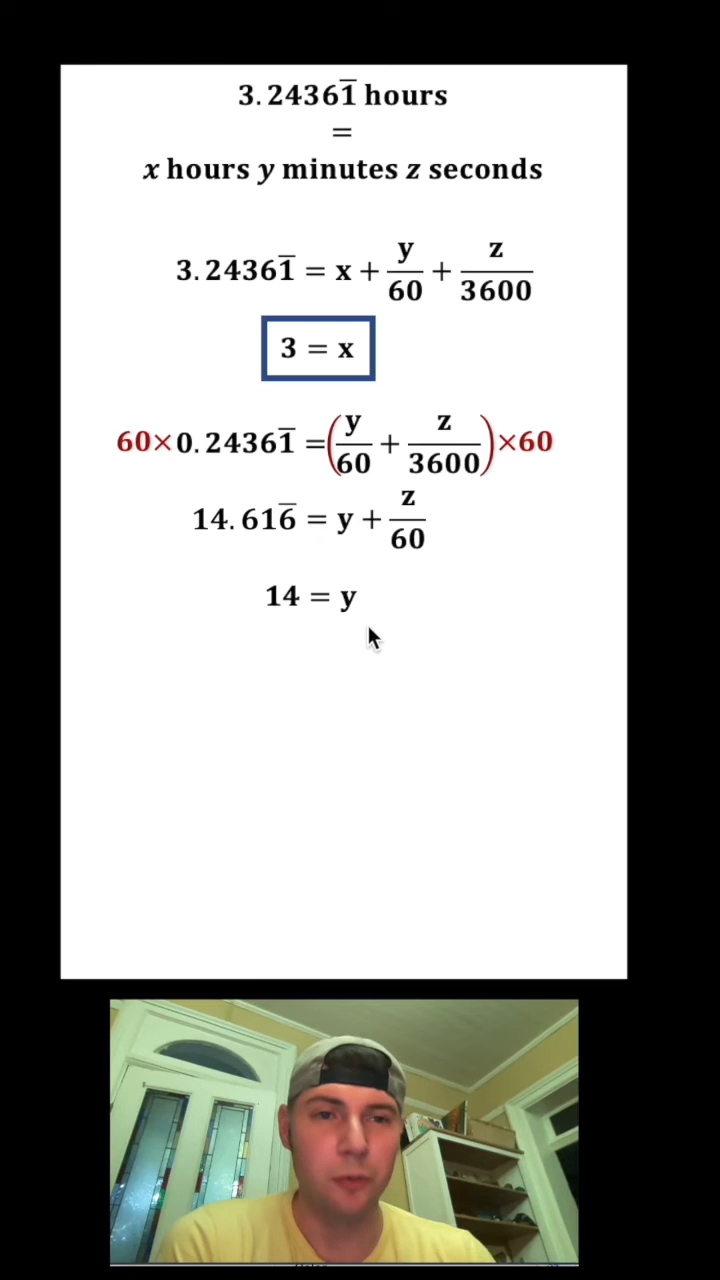 3.24361̅ hours
=
x hours y minutes z seconds
3.24361̅ = x + y/60 + z/3600
3 = x
60×0.24361̅ =(y/60 + z/3600)×60
14.616̅ = y + z/60
14 = y